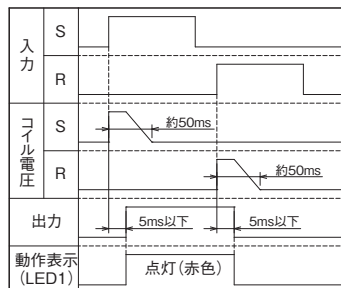 入力
S
R
コイル電圧
S
約50ms
R
約50ms
出力
5ms以下
5ms以下
動作表示
(LED1)
点灯(赤色)